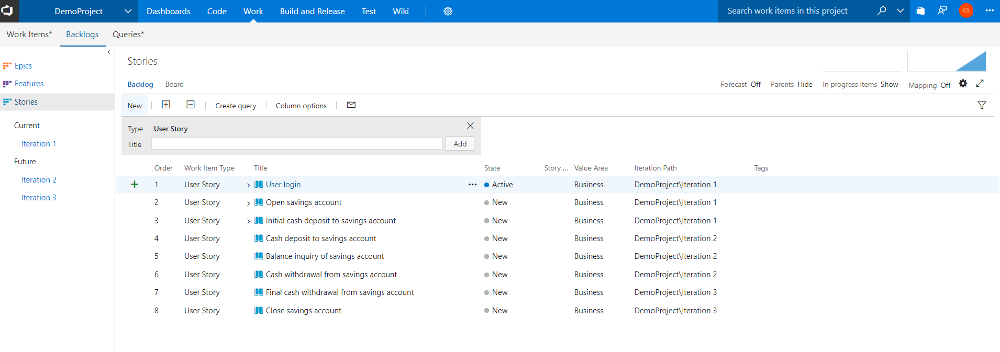 DemoProject Dashboards Code Work Build and Release Test Wiki Search work items in this project CS
Work Items* Backlogs Queries*
Epics
Features
Stories
Current
Iteration 1
Future
Iteration 2
Iteration 3
Stories
Backlog Board Forecast Off Parents Hide In progress items Show Mapping Off
New Create query Column options
Type User Story
Title Add
Order Work Item Type Title State Story ... Value Area Iteration Path Tags
1 User Story User login Active Business DemoProject\Iteration 1
2 User Story Open savings account New Business DemoProject\Iteration 1
3 User Story Initial cash deposit to savings account New Business DemoProject\Iteration 1
4 User Story Cash deposit to savings account New Business DemoProject\Iteration 2
5 User Story Balance inquiry of savings account New Business DemoProject\Iteration 2
6 User Story Cash withdrawal from savings account New Business DemoProject\Iteration 2
7 User Story Final cash withdrawal from savings account New Business DemoProject\Iteration 3
8 User Story Close savings account New Business DemoProject\Iteration 3